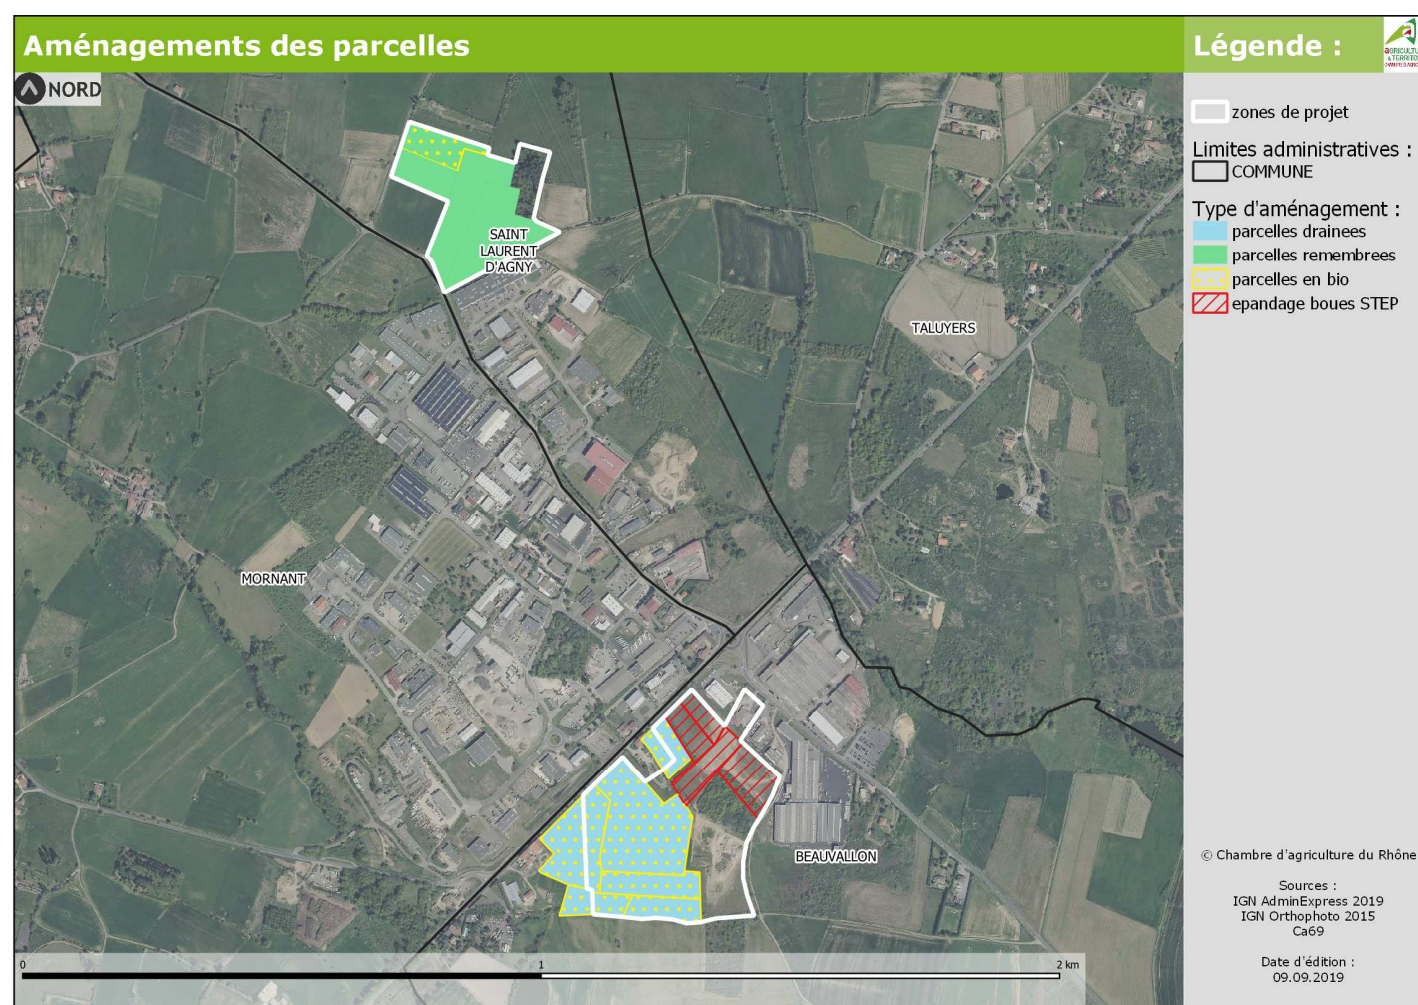 Aménagements des parcelles
Légende :
NORD
SAINT
LAURENT
D'AGNY
TALUYERS
MORNANT
BEAUVALLON
0
1
2 km
zones de projet
Limites administratives :
COMMUNE
Type d'aménagement :
parcelles drainees
parcelles remembrees
parcelles en bio
epandage boues STEP
© Chambre d'agriculture du Rhône
Sources :
IGN AdminExpress 2019
IGN Orthophoto 2015
Ca69
Date d'édition :
09.09.2019